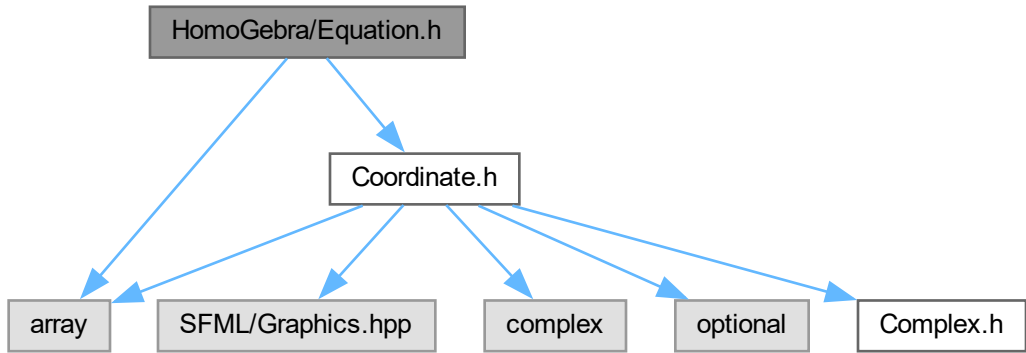 HomoGebra/Equation.h
Coordinate.h
array
SFML/Graphics.hpp
complex
optional
Complex.h